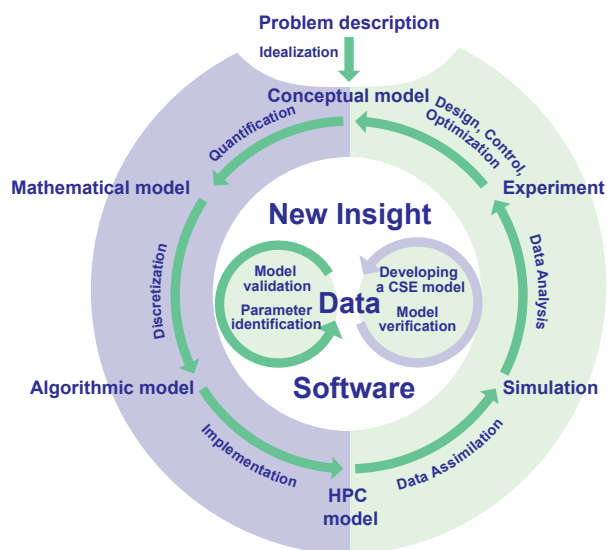 Problem description
Idealization
Conceptual model
Quantification
Design, Control,
Optimization
Mathematical model
Experiment
New Insight
Discretization
Model
validation
Parameter
identification
Data
Developing
a CSE model
Model
verification
Data Analysis
Software
Algorithmic model
Simulation
Implementation
Data Assimilation
HPC
model